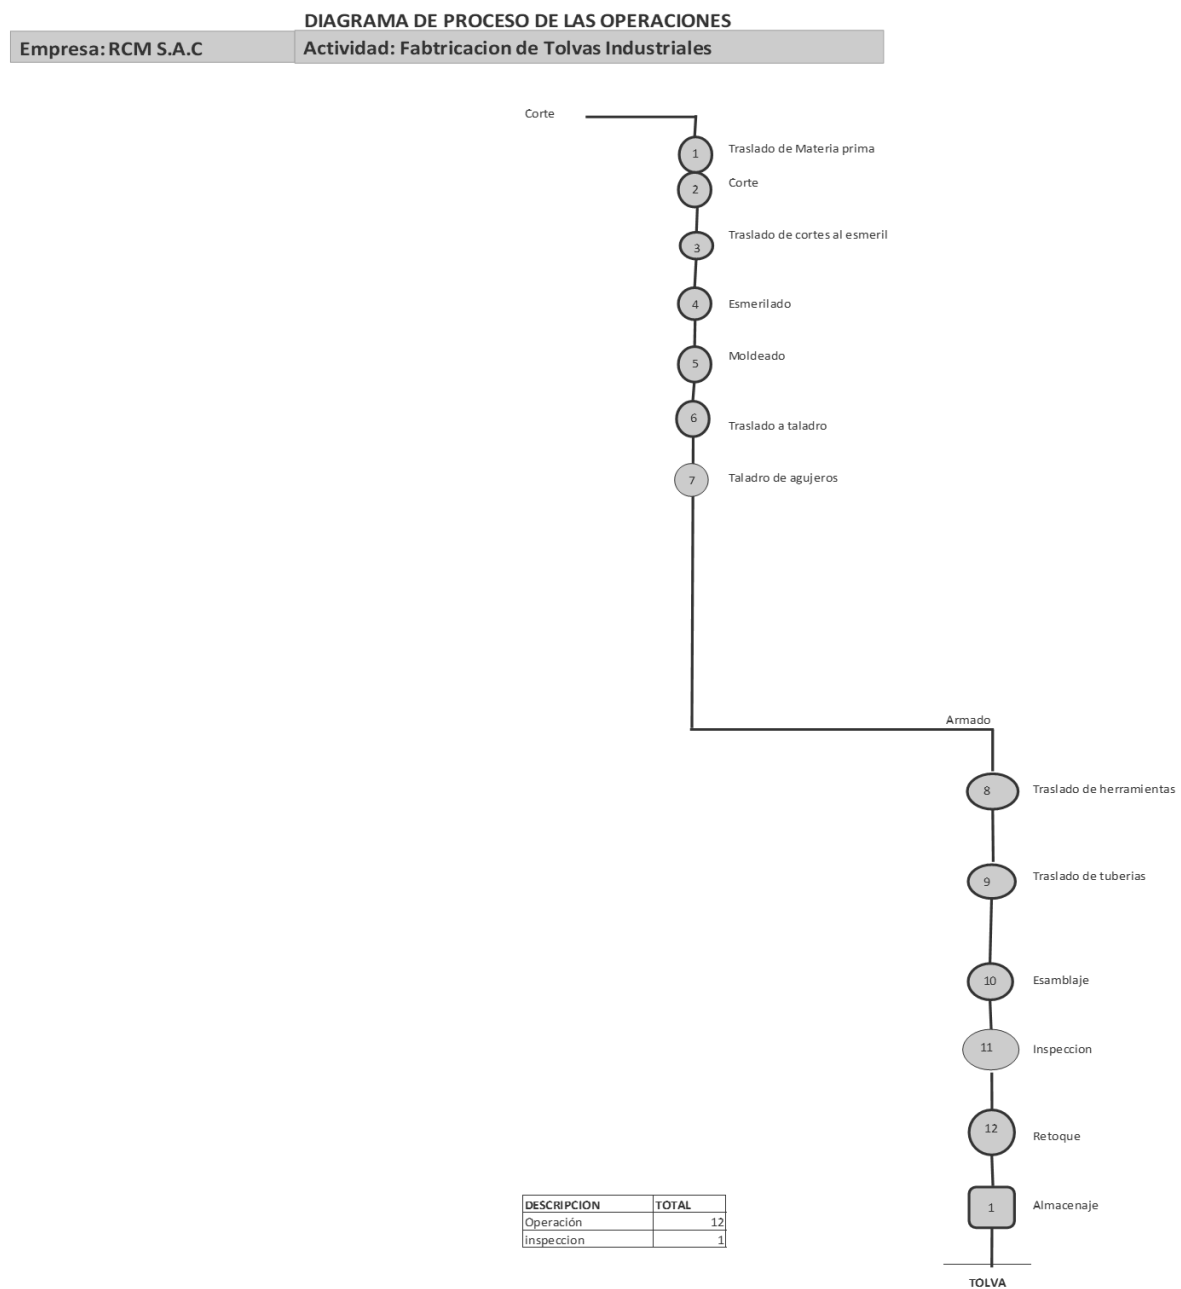 DIAGRAMA DE PROCESO DE LAS OPERACIONES
Empresa: RCM S.A.C
Actividad: Fabtricacion de Tolvas Industriales
Corte
1 Traslado de Materia prima
2 Corte
3 Traslado de cortes al esmeril
4 Esmerilado
5 Moldeado
6 Traslado a taladro
7 Taladro de agujeros
Armado
8 Traslado de herramientas
9 Traslado de tuberias
10 Esamblaje
11 Inspeccion
12 Retoque
1 Almacenaje
TOLVA
DESCRIPCION TOTAL
Operación 12
inspeccion 1